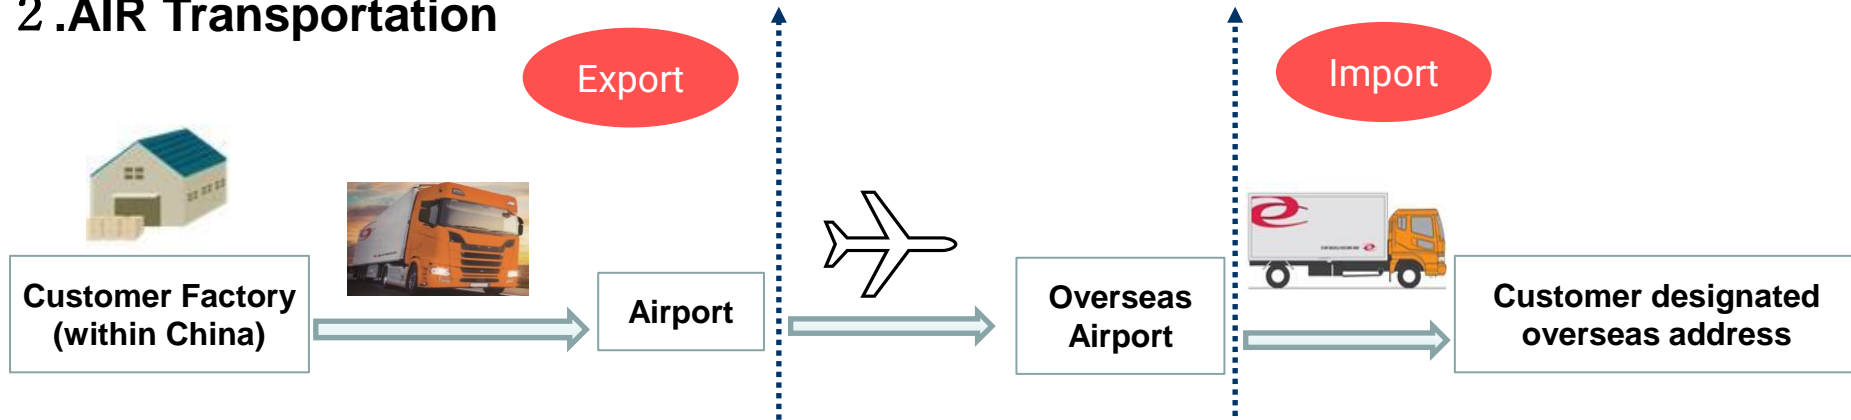 ２.AIR Transportation
Export
Import
Customer Factory
(within China)
Airport
Overseas
Airport
Customer designated
overseas address